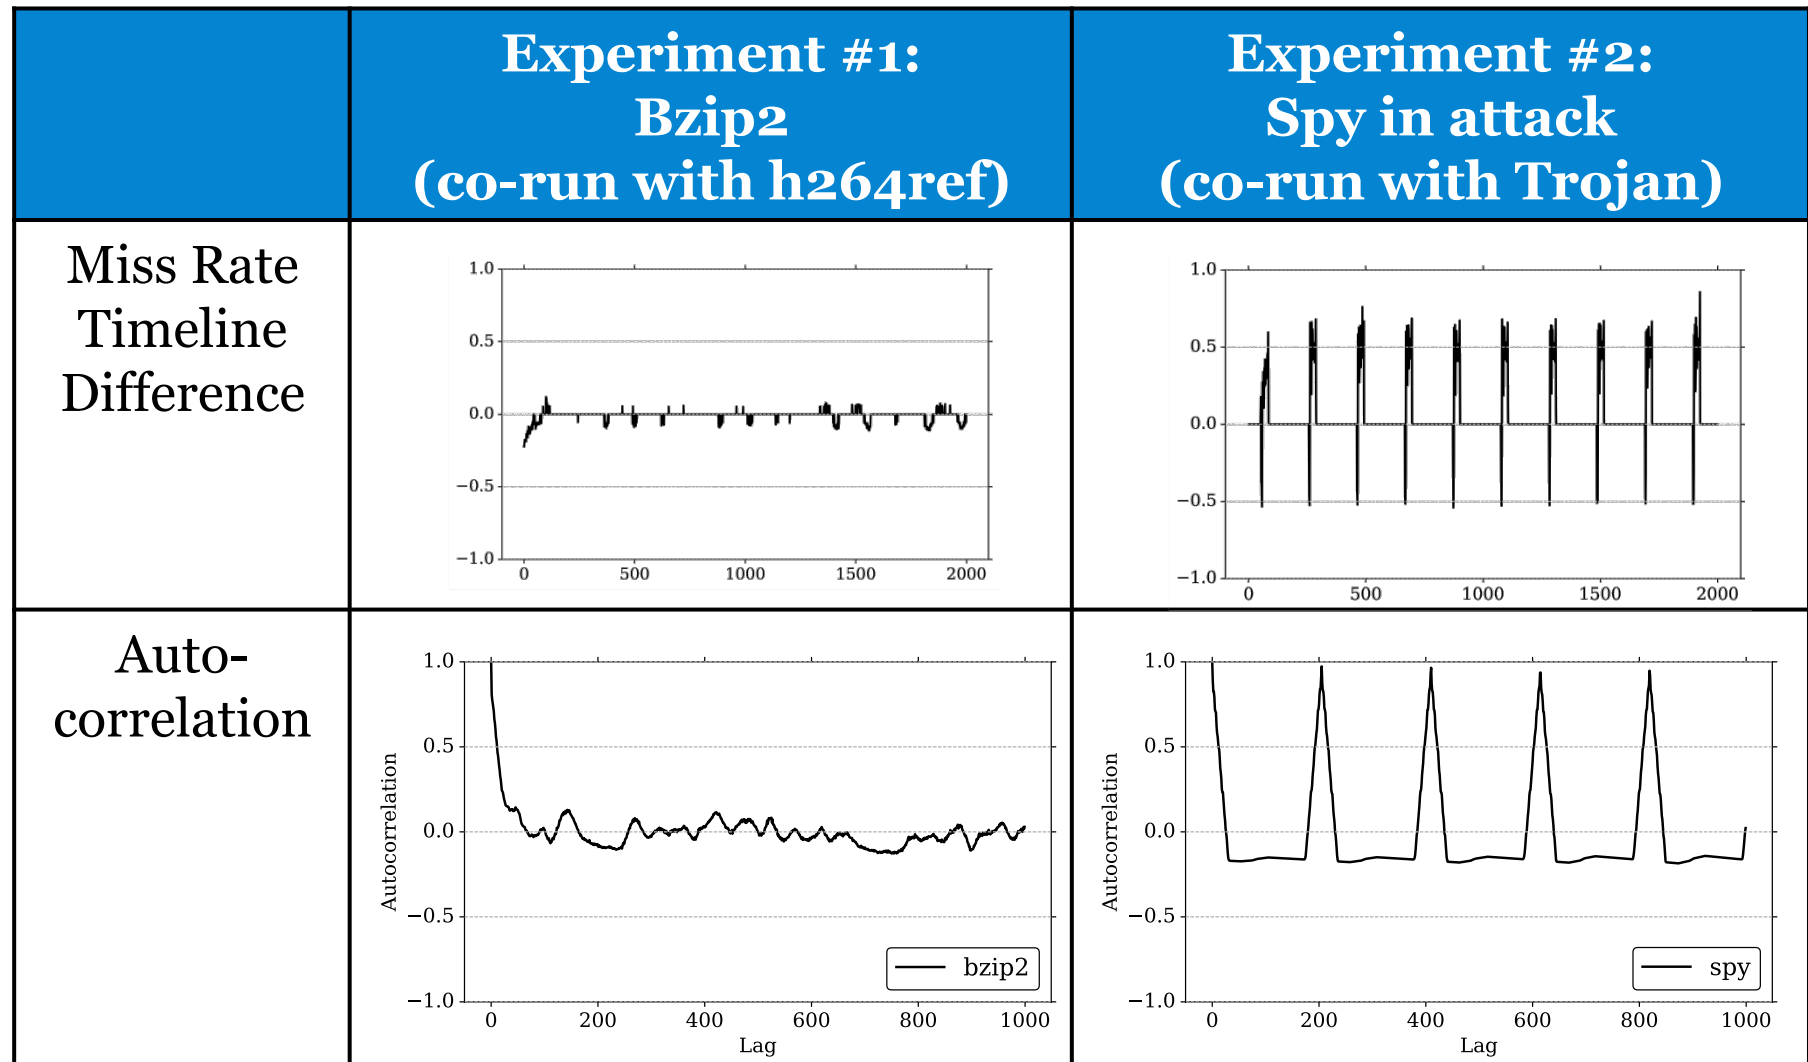 Experiment #1:
Bzip2
(co-run with h264ref)
Experiment #2:
Spy in attack
(co-run with Trojan)
Miss Rate
Timeline
Difference
1.0
0.5
0.0
−0.5
−1.0
0 500 1000 1500 2000
1.0
0.5
0.0
−0.5
−1.0
0 500 1000 1500 2000
Auto-
correlation
Autocorrelation
1.0
0.5
0.0
−0.5
−1.0
bzip2
0 200 400 600 800 1000
Lag
Autocorrelation
1.0
0.5
0.0
−0.5
−1.0
spy
0 200 400 600 800 1000
Lag